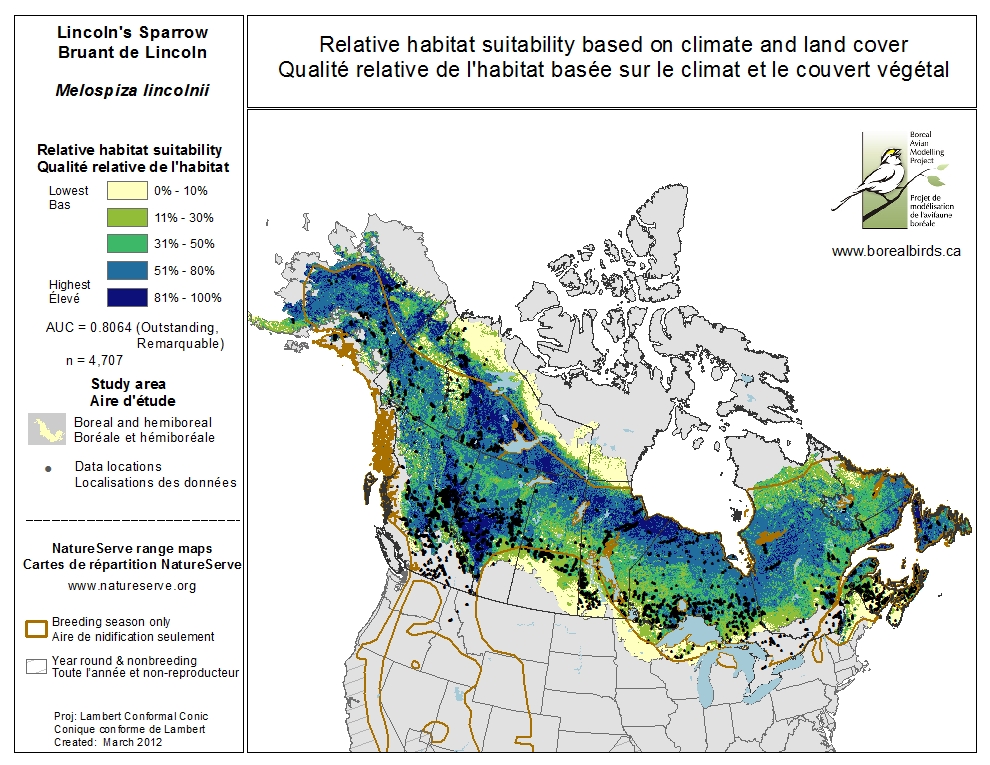 Lincoln's Sparrow
Bruant de Lincoln
Melospiza lincolnii
Relative habitat suitability
Qualité relative de l'habitat
Lowest
Bas
0% - 10%
11% - 30%
31% - 50%
51% - 80%
Highest
Élevé
81% - 100%
AUC = 0.8064 (Outstanding,
Remarquable)
n = 4,707
Study area
Aire d'étude
Boreal and hemiboreal
Boréale et hémiboréale
Data locations
Localisations des données
NatureServe range maps
Cartes de répartition NatureServe
www.natureserve.org
Breeding season only
Aire de nidification seulement
Year round & nonbreeding
Toute l'année et non-reproducteur
Proj: Lambert Conformal Conic
Conique conforme de Lambert
Created: March 2012
Relative habitat suitability based on climate and land cover
Qualité relative de l'habitat basée sur le climat et le couvert végétal
Boreal
Avian
Modelling
Project
Projet de
modélisation
de l'avifaune
boréale
www.borealbirds.ca